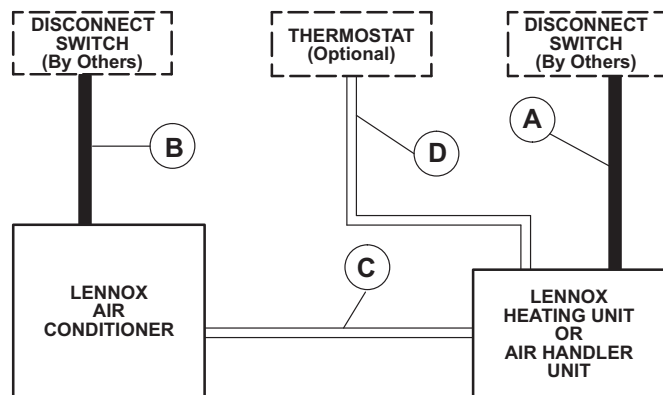 DISCONNECT
SWITCH
(By Others)
THERMOSTAT
(Optional)
DISCONNECT
SWITCH
(By Others)
A
B
D
C
LENNOX
AIR
CONDITIONER
LENNOX
HEATING UNIT
OR
AIR HANDLER
UNIT